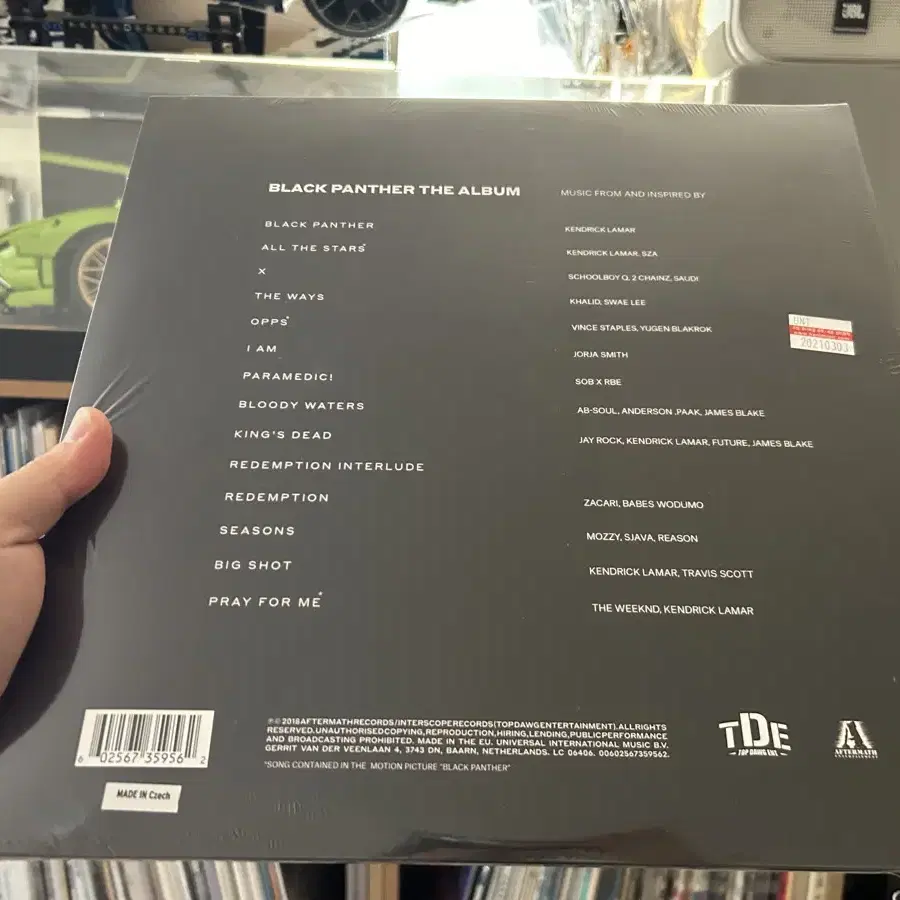 JBL
BLACK PANTHER THE ALBUM MUSIC FROM AND INSPIRED BY
BLACK PANTHER KENDRICK LAMAR
ALL THE STARS* KENDRICK LAMAR, SZA
X SCHOOLBOY Q, 2 CHAINZ, SAUDI
THE WAYS KHALID, SWAE LEE
OPPS* VINCE STAPLES, YUGEN BLAKROK
I AM JORJA SMITH
PARAMEDIC! SOB X RBE
BLOODY WATERS AB-SOUL, ANDERSON .PAAK, JAMES BLAKE
KING'S DEAD JAY ROCK, KENDRICK LAMAR, FUTURE, JAMES BLAKE
REDEMPTION INTERLUDE
REDEMPTION ZACARI, BABES WODUMO
SEASONS MOZZY, SJAVA, REASON
BIG SHOT KENDRICK LAMAR, TRAVIS SCOTT
PRAY FOR ME* THE WEEKND, KENDRICK LAMAR
20210303
6 02567 35956 2
MADE IN Czech
℗© 2018 AFTERMATH RECORDS/INTERSCOPE RECORDS (TOP DAWG ENTERTAINMENT). ALL RIGHTS
RESERVED. UNAUTHORISED COPYING, REPRODUCTION, HIRING, LENDING, PUBLIC PERFORMANCE
AND BROADCASTING PROHIBITED. MADE IN THE EU. UNIVERSAL INTERNATIONAL MUSIC B.V.
GERRIT VAN DER VEENLAAN 4, 3743 DN, BAARN, NETHERLANDS. LC 06406. 00602567359562.
*SONG CONTAINED IN THE MOTION PICTURE "BLACK PANTHER"
TDE
TOP DAWG ENT
AFTERMATH
ENTERTAINMENT